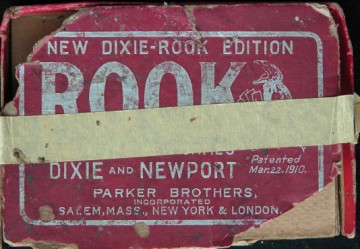 NEW DIXIE-ROOK EDITION
ROOK
DIXIE AND NEWPORT
Patented
Mar. 22, 1910.
PARKER BROTHERS,
INCORPORATED
SALEM, MASS., NEW YORK & LONDON